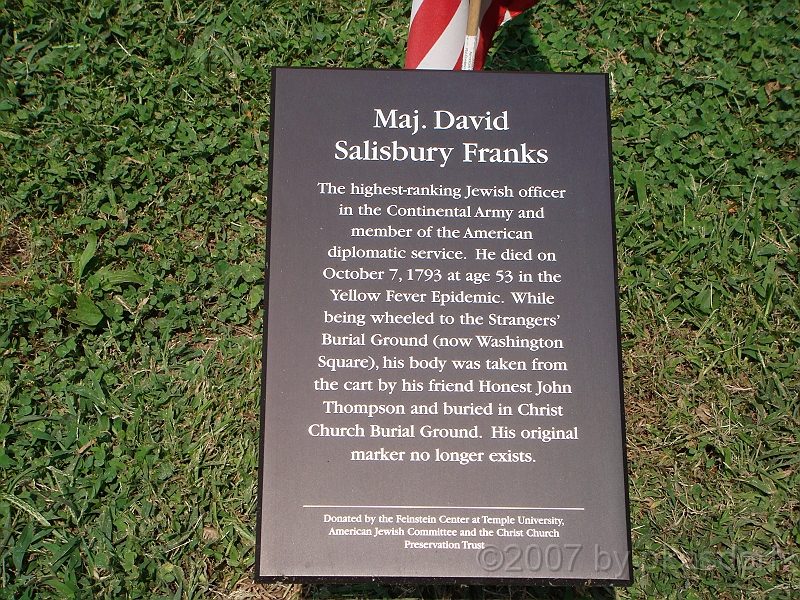 Maj. David
Salisbury Franks
The highest-ranking Jewish officer
in the Continental Army and
member of the American
diplomatic service. He died on
October 7, 1793 at age 53 in the
Yellow Fever Epidemic. While
being wheeled to the Strangers'
Burial Ground (now Washington
Square), his body was taken from
the cart by his friend Honest John
Thompson and buried in Christ
Church Burial Ground. His original
marker no longer exists.
Donated by the Feinstein Center at Temple University,
American Jewish Committee and the Christ Church
Preservation Trust
©2007 by